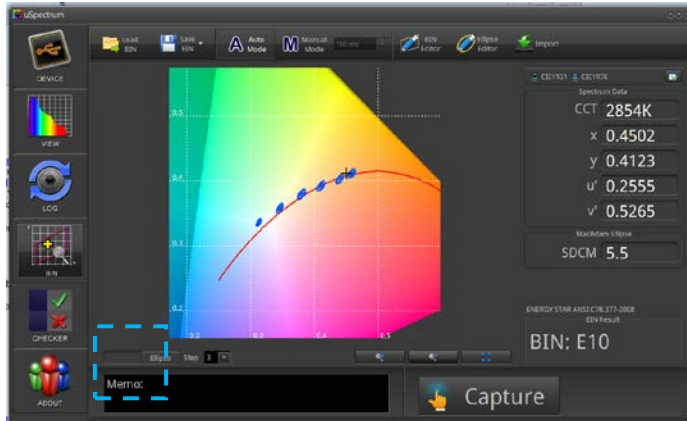 uSpectrum
DEVICE
VIEW
LOG
BIN
CHECKER
ABOUT
Load BIN
Save BIN
A Auto Mode
M Manual Mode
100 ms
BIN Editor
Ellipse Editor
Import
0.5
0.4
0.3
0.2
0.2 0.3 0.4 0.5
Ellipse Step 3
Memo:
CIE1931 CIE1976
Spectrum Data
CCT 2854K
x 0.4502
y 0.4123
u' 0.2555
v' 0.5265
MacAdam Ellipse
SDCM 5.5
ENERGY STAR ANSI C78.377-2008
BIN Result
BIN: E10
Capture